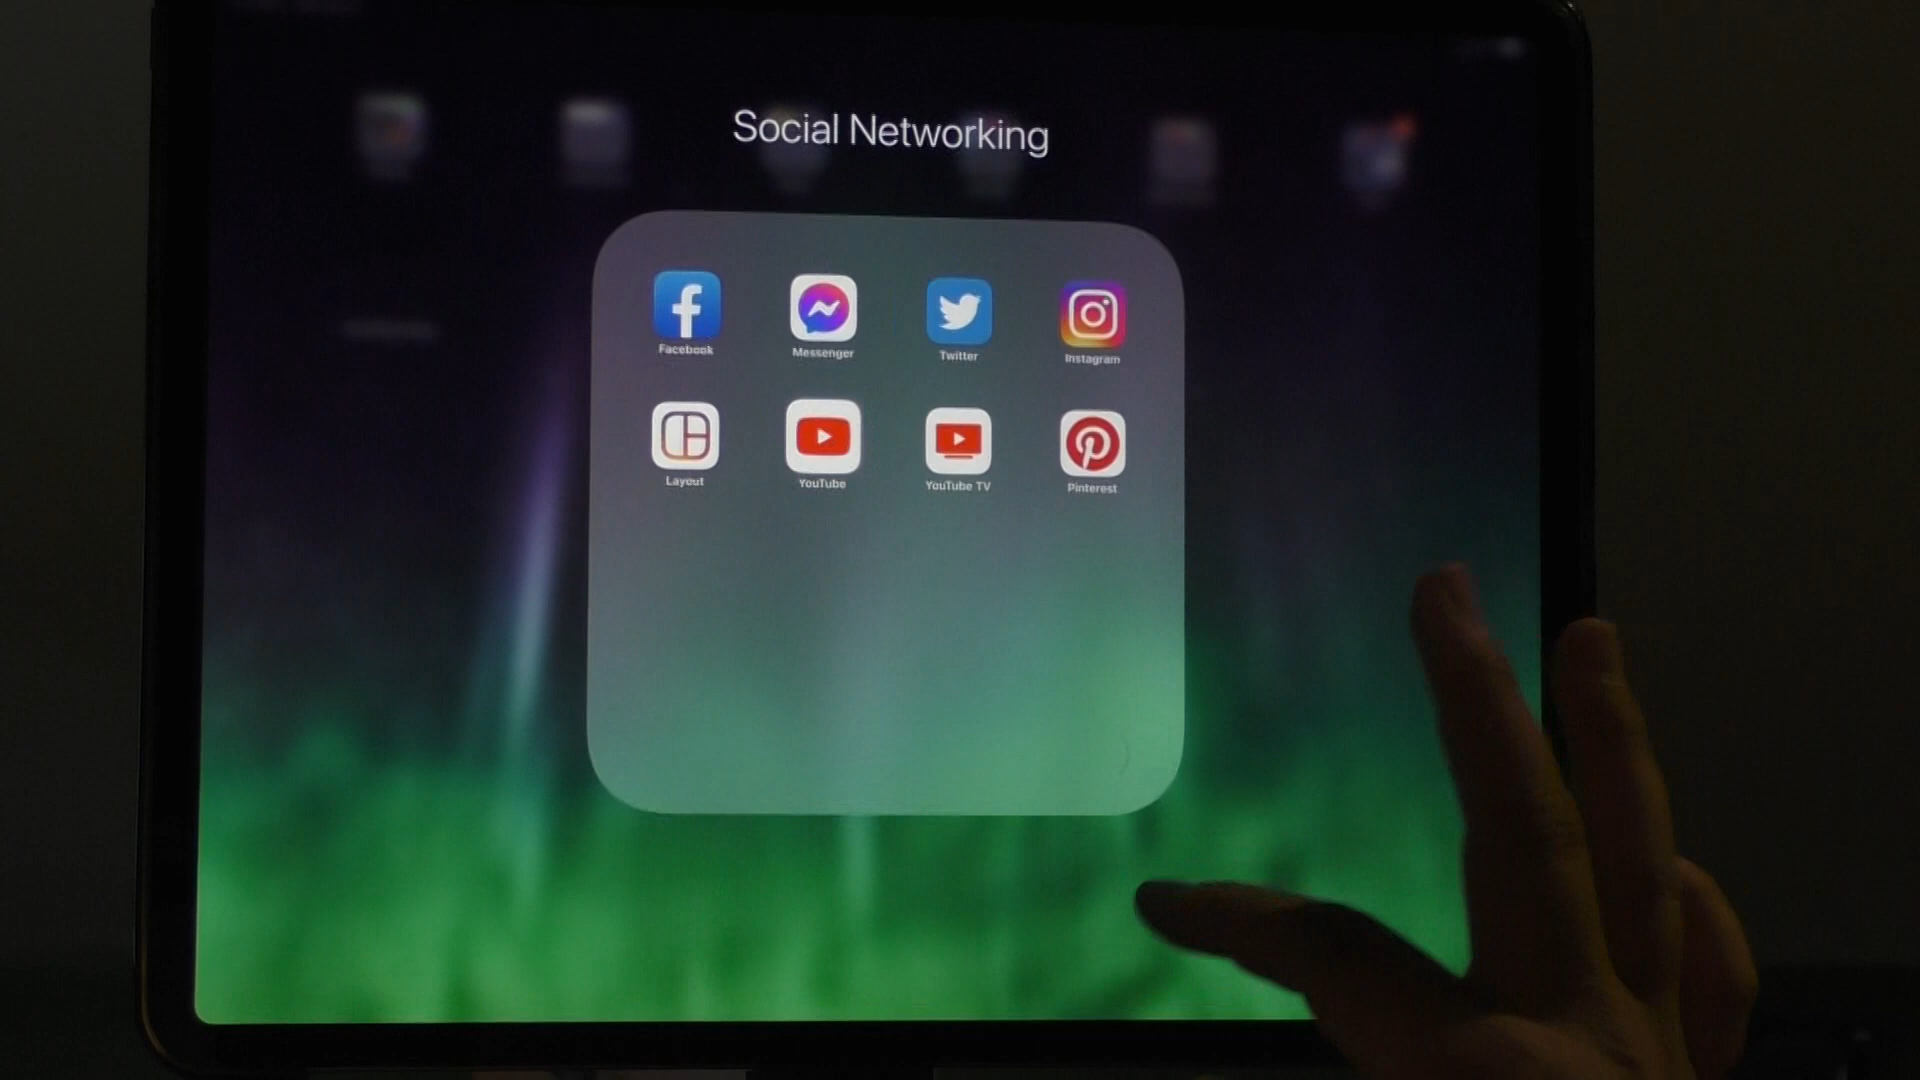 Social Networking
Facebook
Messenger
Twitter
Instagram
Layout
YouTube
YouTube TV
Pinterest